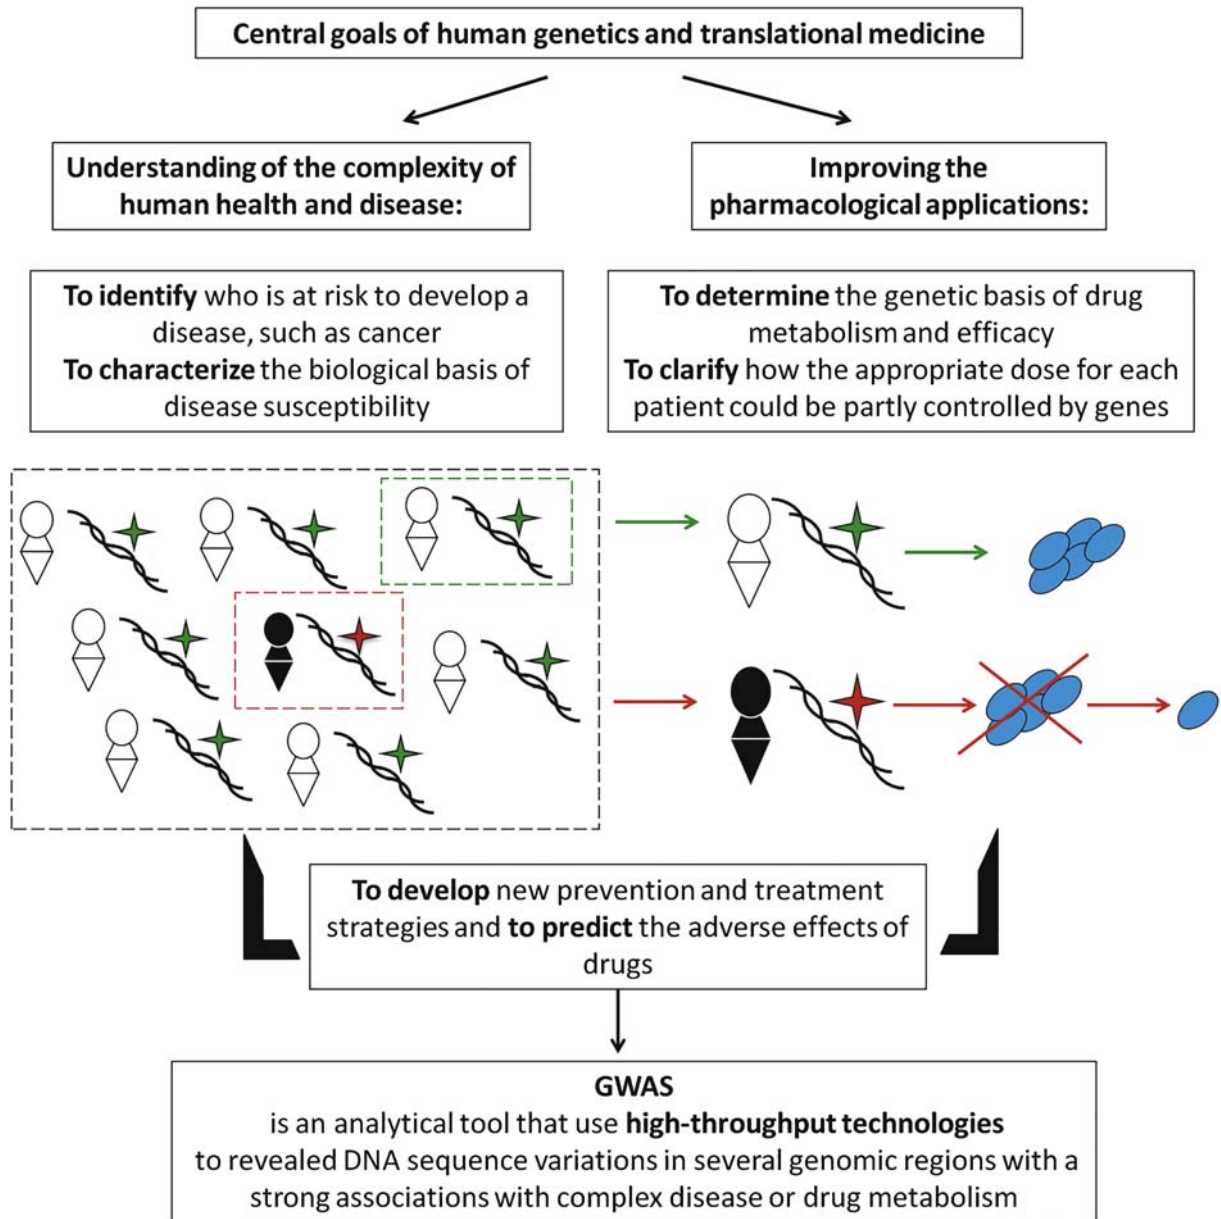 Central goals of human genetics and translational medicine
Understanding of the complexity of
human health and disease:
Improving the
pharmacological applications:
To identify who is at risk to develop a
disease, such as cancer
To characterize the biological basis of
disease susceptibility
To determine the genetic basis of drug
metabolism and efficacy
To clarify how the appropriate dose for each
patient could be partly controlled by genes
To develop new prevention and treatment
strategies and to predict the adverse effects of
drugs
GWAS
is an analytical tool that use high-throughput technologies
to revealed DNA sequence variations in several genomic regions with a
strong associations with complex disease or drug metabolism